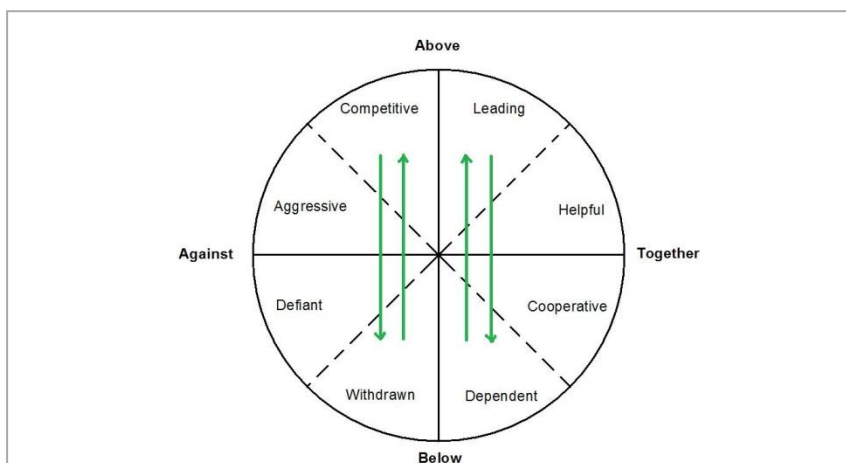 Above
Competitive
Leading
Aggressive
Helpful
Against
Together
Defiant
Cooperative
Withdrawn
Dependent
Below